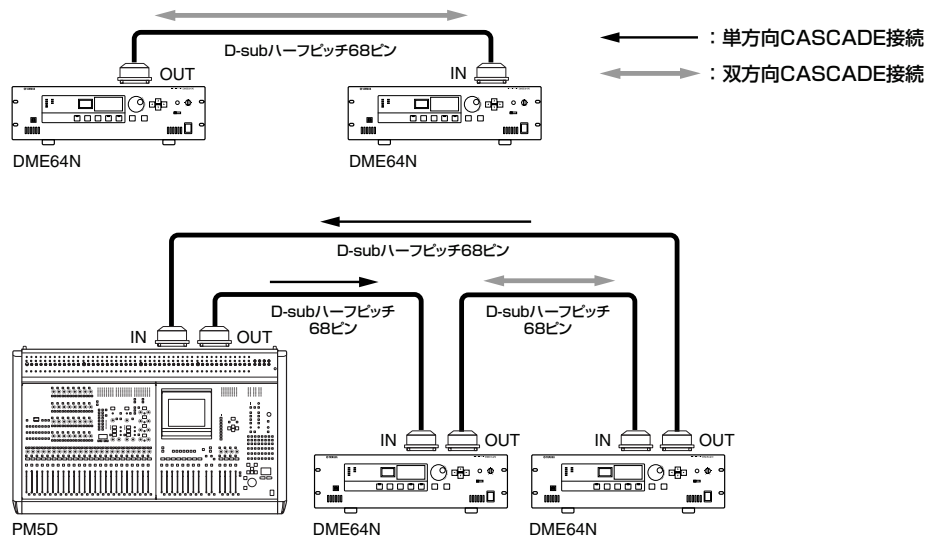 D-subハーフピッチ68ピン
：単方向CASCADE接続
：双方向CASCADE接続
OUT
IN
DME64N
DME64N
D-subハーフピッチ68ピン
D-subハーフピッチ
68ピン
D-subハーフピッチ
68ピン
IN
OUT
IN
OUT
IN
OUT
PM5D
DME64N
DME64N